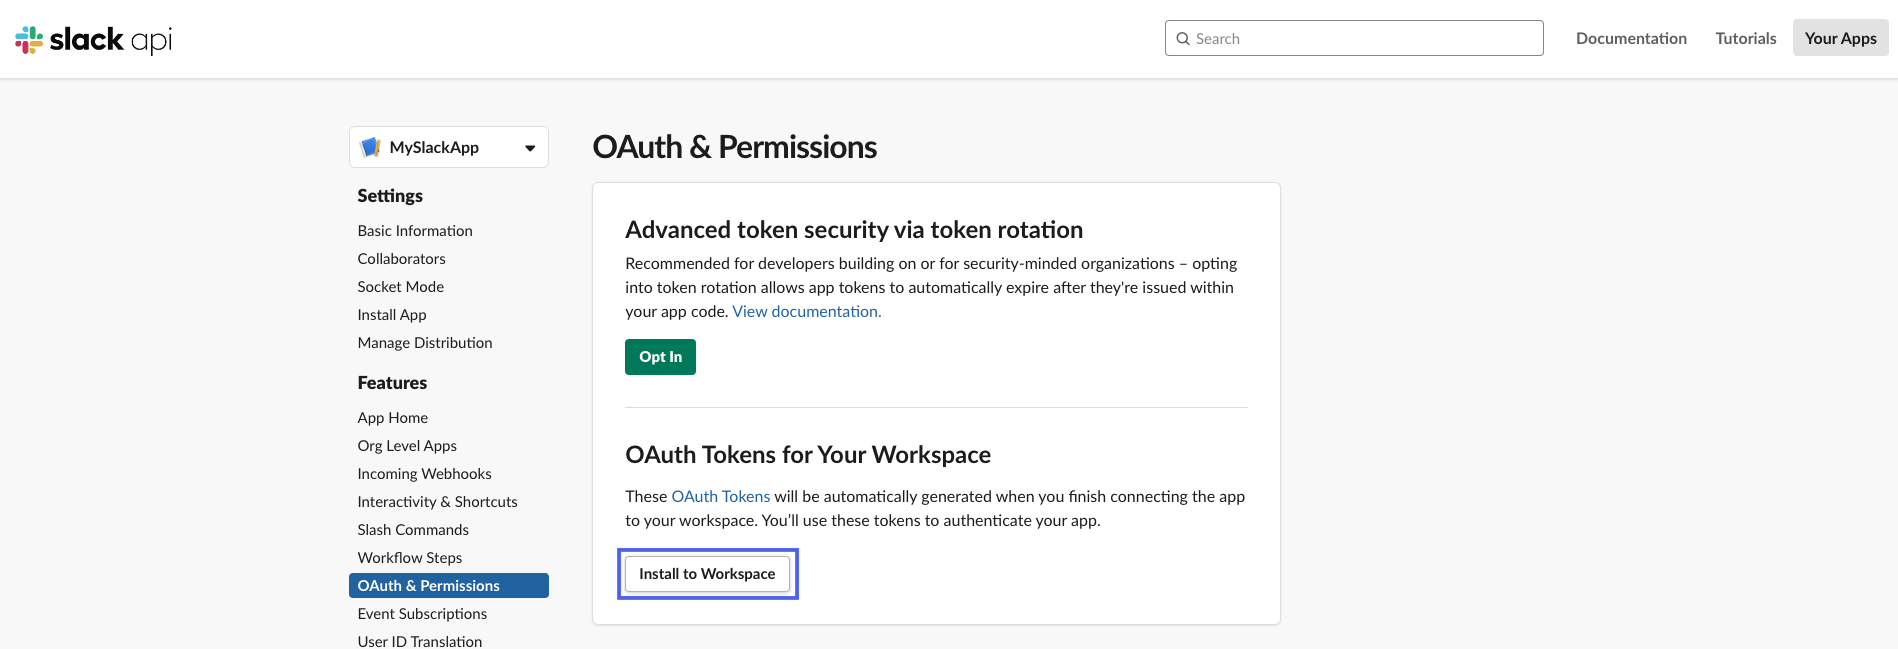 slack api
Search
Documentation
Tutorials
Your Apps
MySlackApp
Settings
Basic Information
Collaborators
Socket Mode
Install App
Manage Distribution
Features
App Home
Org Level Apps
Incoming Webhooks
Interactivity & Shortcuts
Slash Commands
Workflow Steps
OAuth & Permissions
Event Subscriptions
User ID Translation
OAuth & Permissions
Advanced token security via token rotation
Recommended for developers building on or for security-minded organizations – opting
into token rotation allows app tokens to automatically expire after they're issued within
your app code. View documentation.
Opt In
OAuth Tokens for Your Workspace
These OAuth Tokens will be automatically generated when you finish connecting the app
to your workspace. You’ll use these tokens to authenticate your app.
Install to Workspace